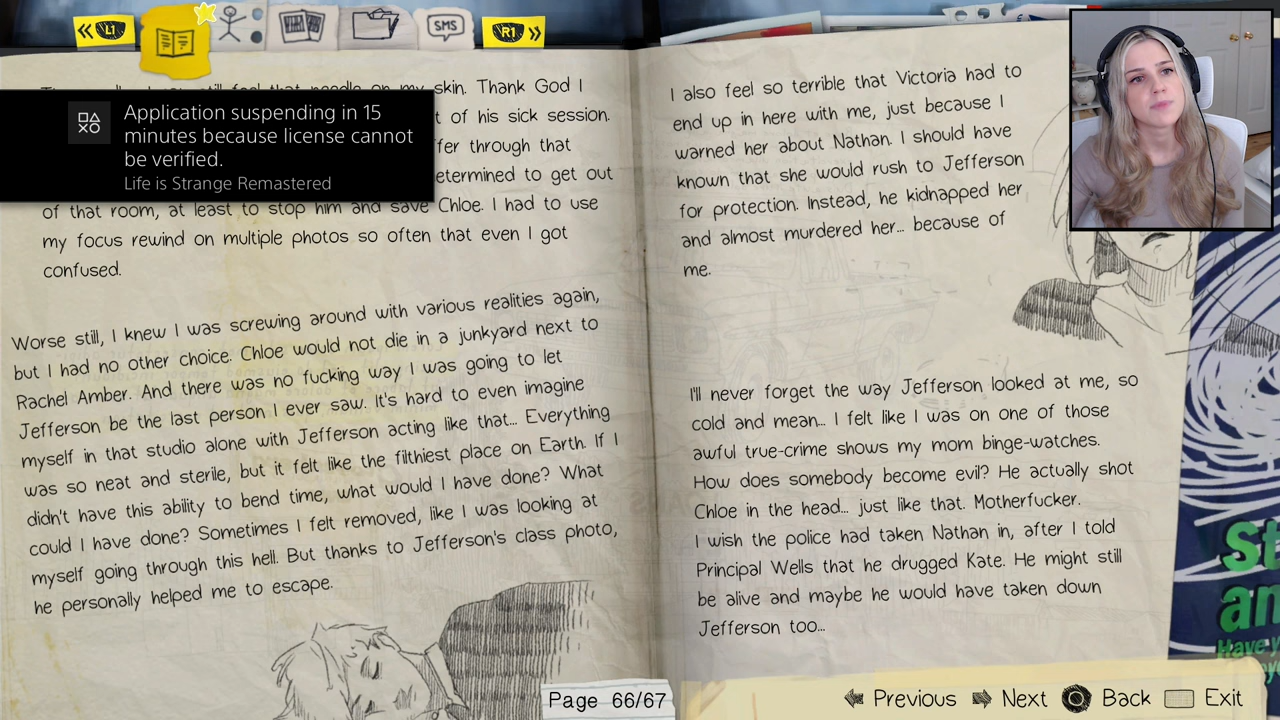 L1
SMS
R1
Application suspending in 15
minutes because license cannot
be verified.
Life is Strange Remastered
still feel that needle on my skin. Thank God I
of his sick session.
through that
determined to get out
of that room, at least to stop him and save Chloe. I had to use
my focus rewind on multiple photos so often that even I got
confused.
Worse still, I knew I was screwing around with various realities again,
but I had no other choice. Chloe would not die in a junkyard next to
Rachel Amber. And there was no fucking way I was going to let
Jefferson be the last person I ever saw. It's hard to even imagine
myself in that studio alone with Jefferson acting like that... Everything
was so neat and sterile, but it felt like the filthiest place on Earth. If I
didn't have this ability to bend time, what would I have done? What
could I have done? Sometimes I felt removed, like I was looking at
myself going through this hell. But thanks to Jefferson's class photo,
he personally helped me to escape.
I also feel so terrible that Victoria had to
end up in here with me, just because I
warned her about Nathan. I should have
known that she would rush to Jefferson
for protection. Instead, he kidnapped her
and almost murdered her... because of
me.
I'll never forget the way Jefferson looked at me, so
cold and mean... I felt like I was on one of those
awful true-crime shows my mom binge-watches.
How does somebody become evil? He actually shot
Chloe in the head... just like that. Motherfucker.
I wish the police had taken Nathan in, after I told
Principal Wells that he drugged Kate. He might still
be alive and maybe he would have taken down
Jefferson too...
Page 66/67
Previous Next Back Exit